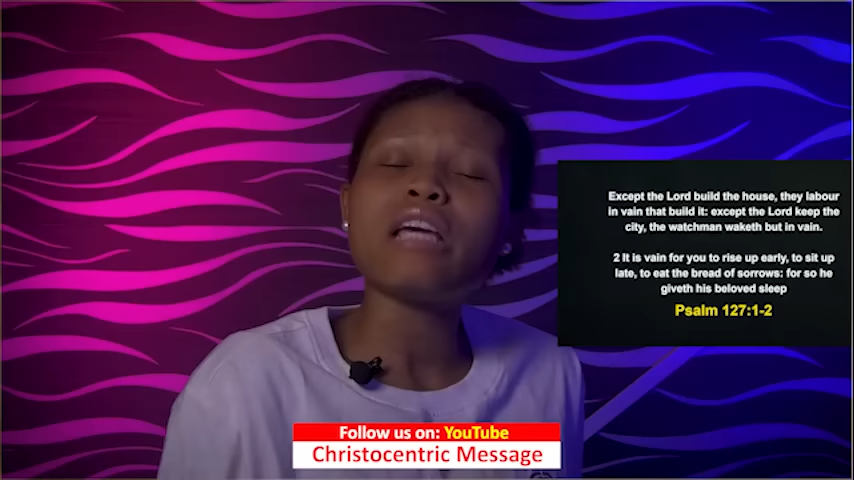 Except the Lord build the house, they labour
in vain that build it: except the Lord keep the
city, the watchman waketh but in vain.
2 It is vain for you to rise up early, to sit up
late, to eat the bread of sorrows: for so he
giveth his beloved sleep
Psalm 127:1-2
Follow us on: YouTube
Christocentric Message